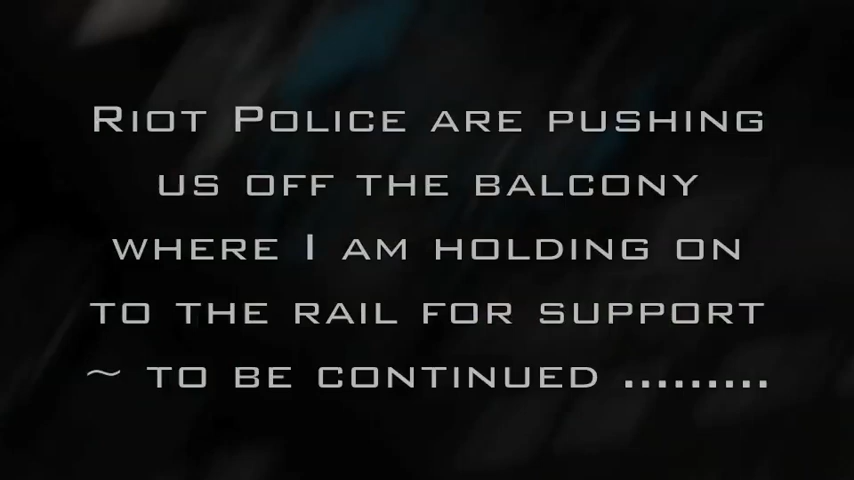 Riot Police are pushing
us off the balcony
where I am holding on
to the rail for support
~ to be continued .........